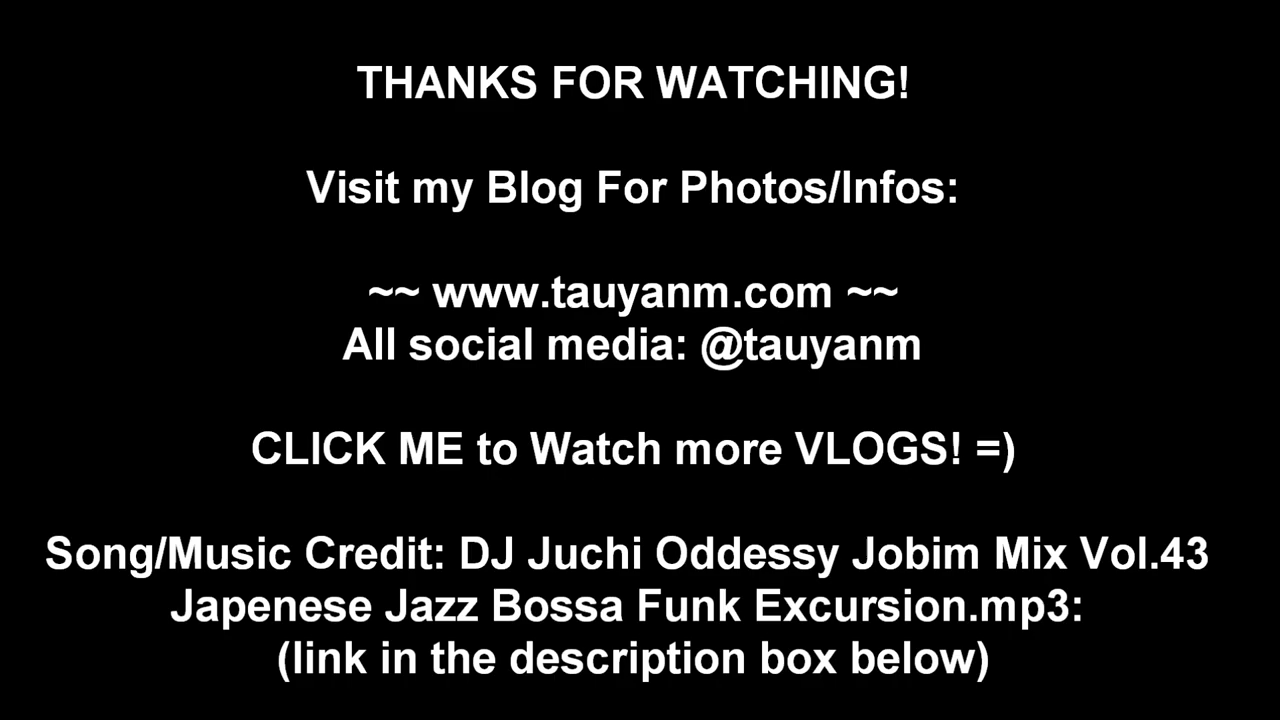 THANKS FOR WATCHING!
Visit my Blog For Photos/Infos:
~~ www.tauyanm.com ~~
All social media: @tauyanm
CLICK ME to Watch more VLOGS! =)
Song/Music Credit: DJ Juchi Oddessy Jobim Mix Vol.43
Japenese Jazz Bossa Funk Excursion.mp3:
(link in the description box below)